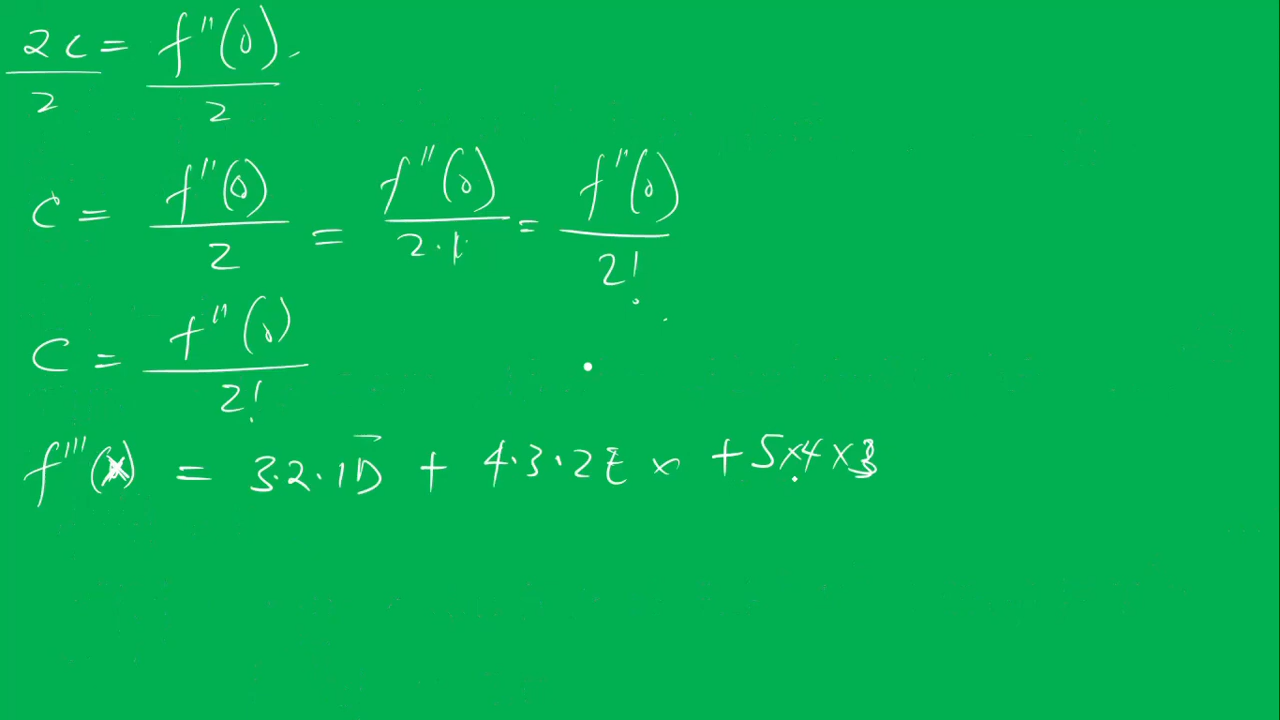 2c = f''(0)
2 2
C = f''(0) = f''(0) = f''(0)
2 2·1 2!
C = f''(0)
2!
f'''(x) = 3·2·1D + 4·3·2E x + 5×4×3